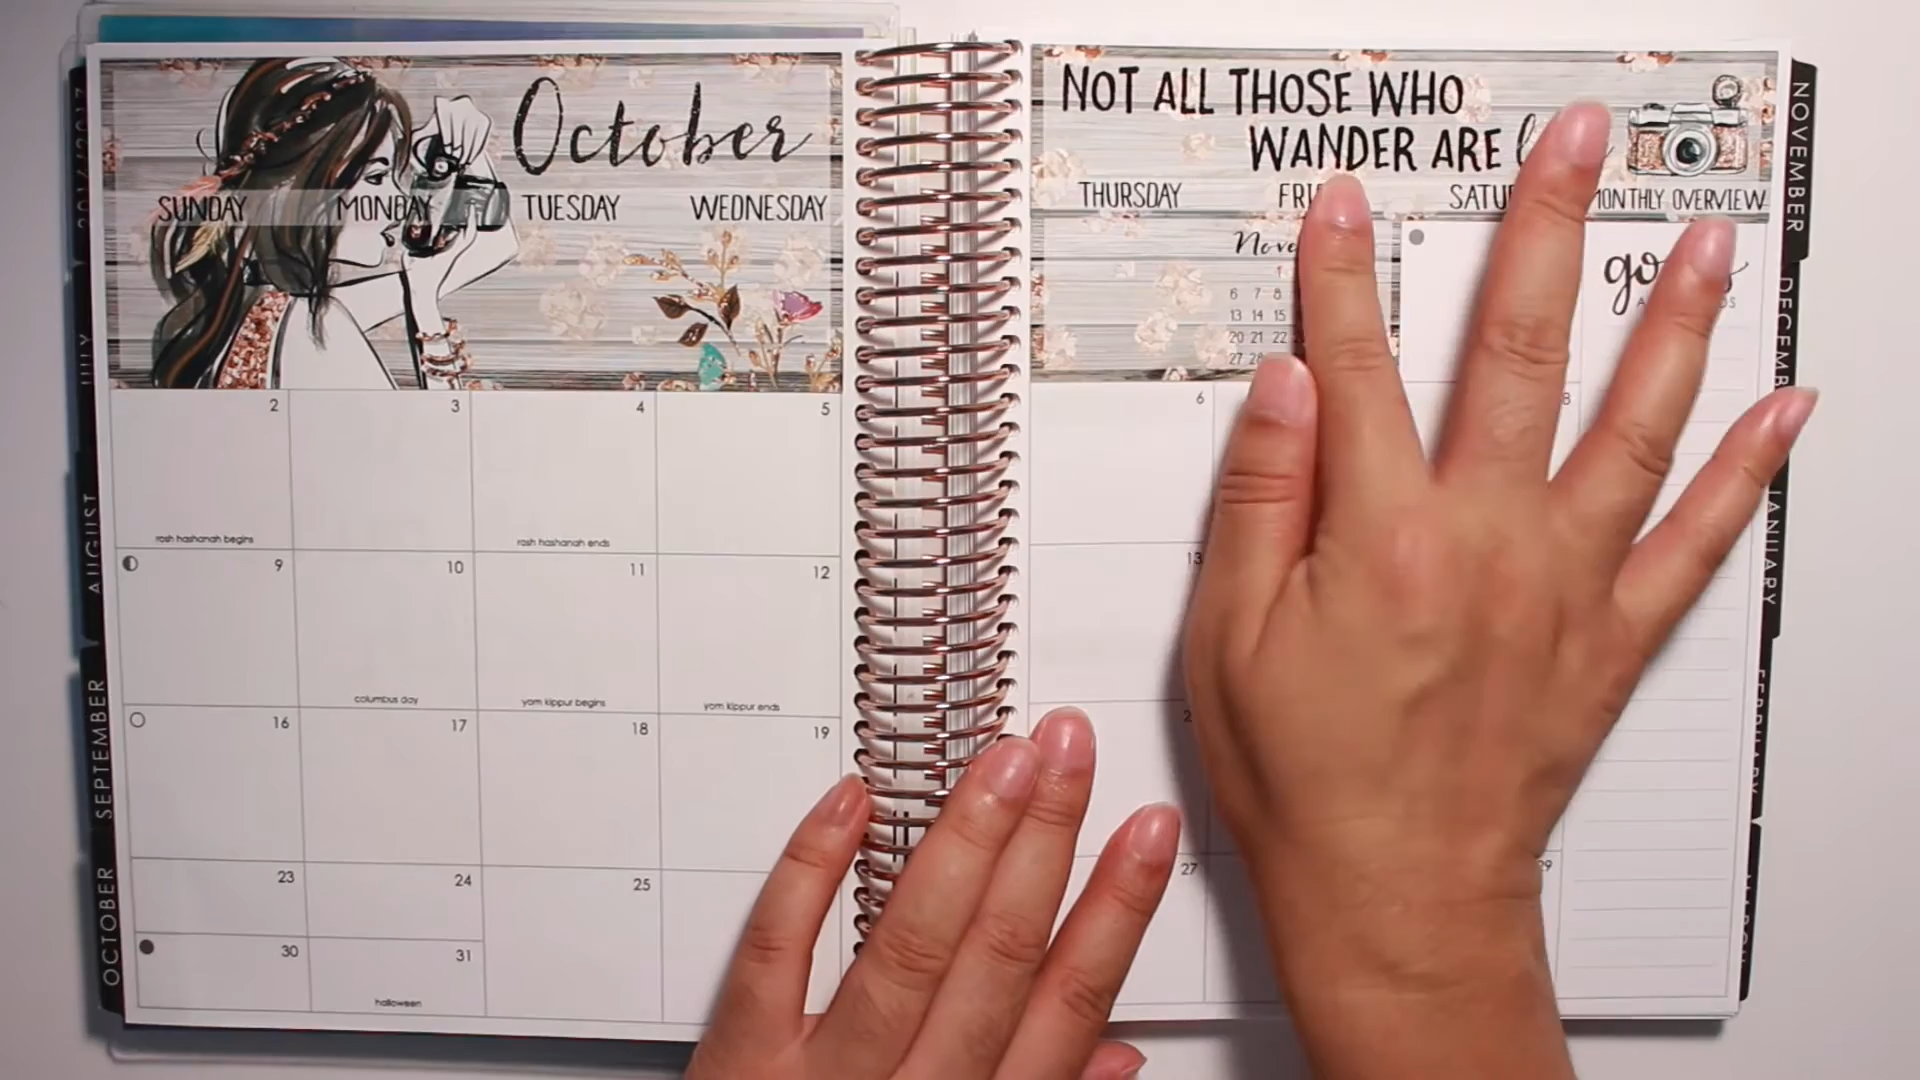 October
SUNDAY MONDAY TUESDAY WEDNESDAY
2 3 4 5
rosh hashanah begins
rosh hashanah ends
9 10 11 12
columbus day
yom kippur begins
yom kippur ends
16 17 18 19
23 24 25
30 31
halloween
NOT ALL THOSE WHO
WANDER ARE
THURSDAY
MONTHLY OVERVIEW
6 7 8
13 14 15
20 21 22
27
6
13
27
JULY
AUGUST
SEPTEMBER
OCTOBER
NOVEMBER
DECEMBER
JANUARY
FEBRUARY
MARCH